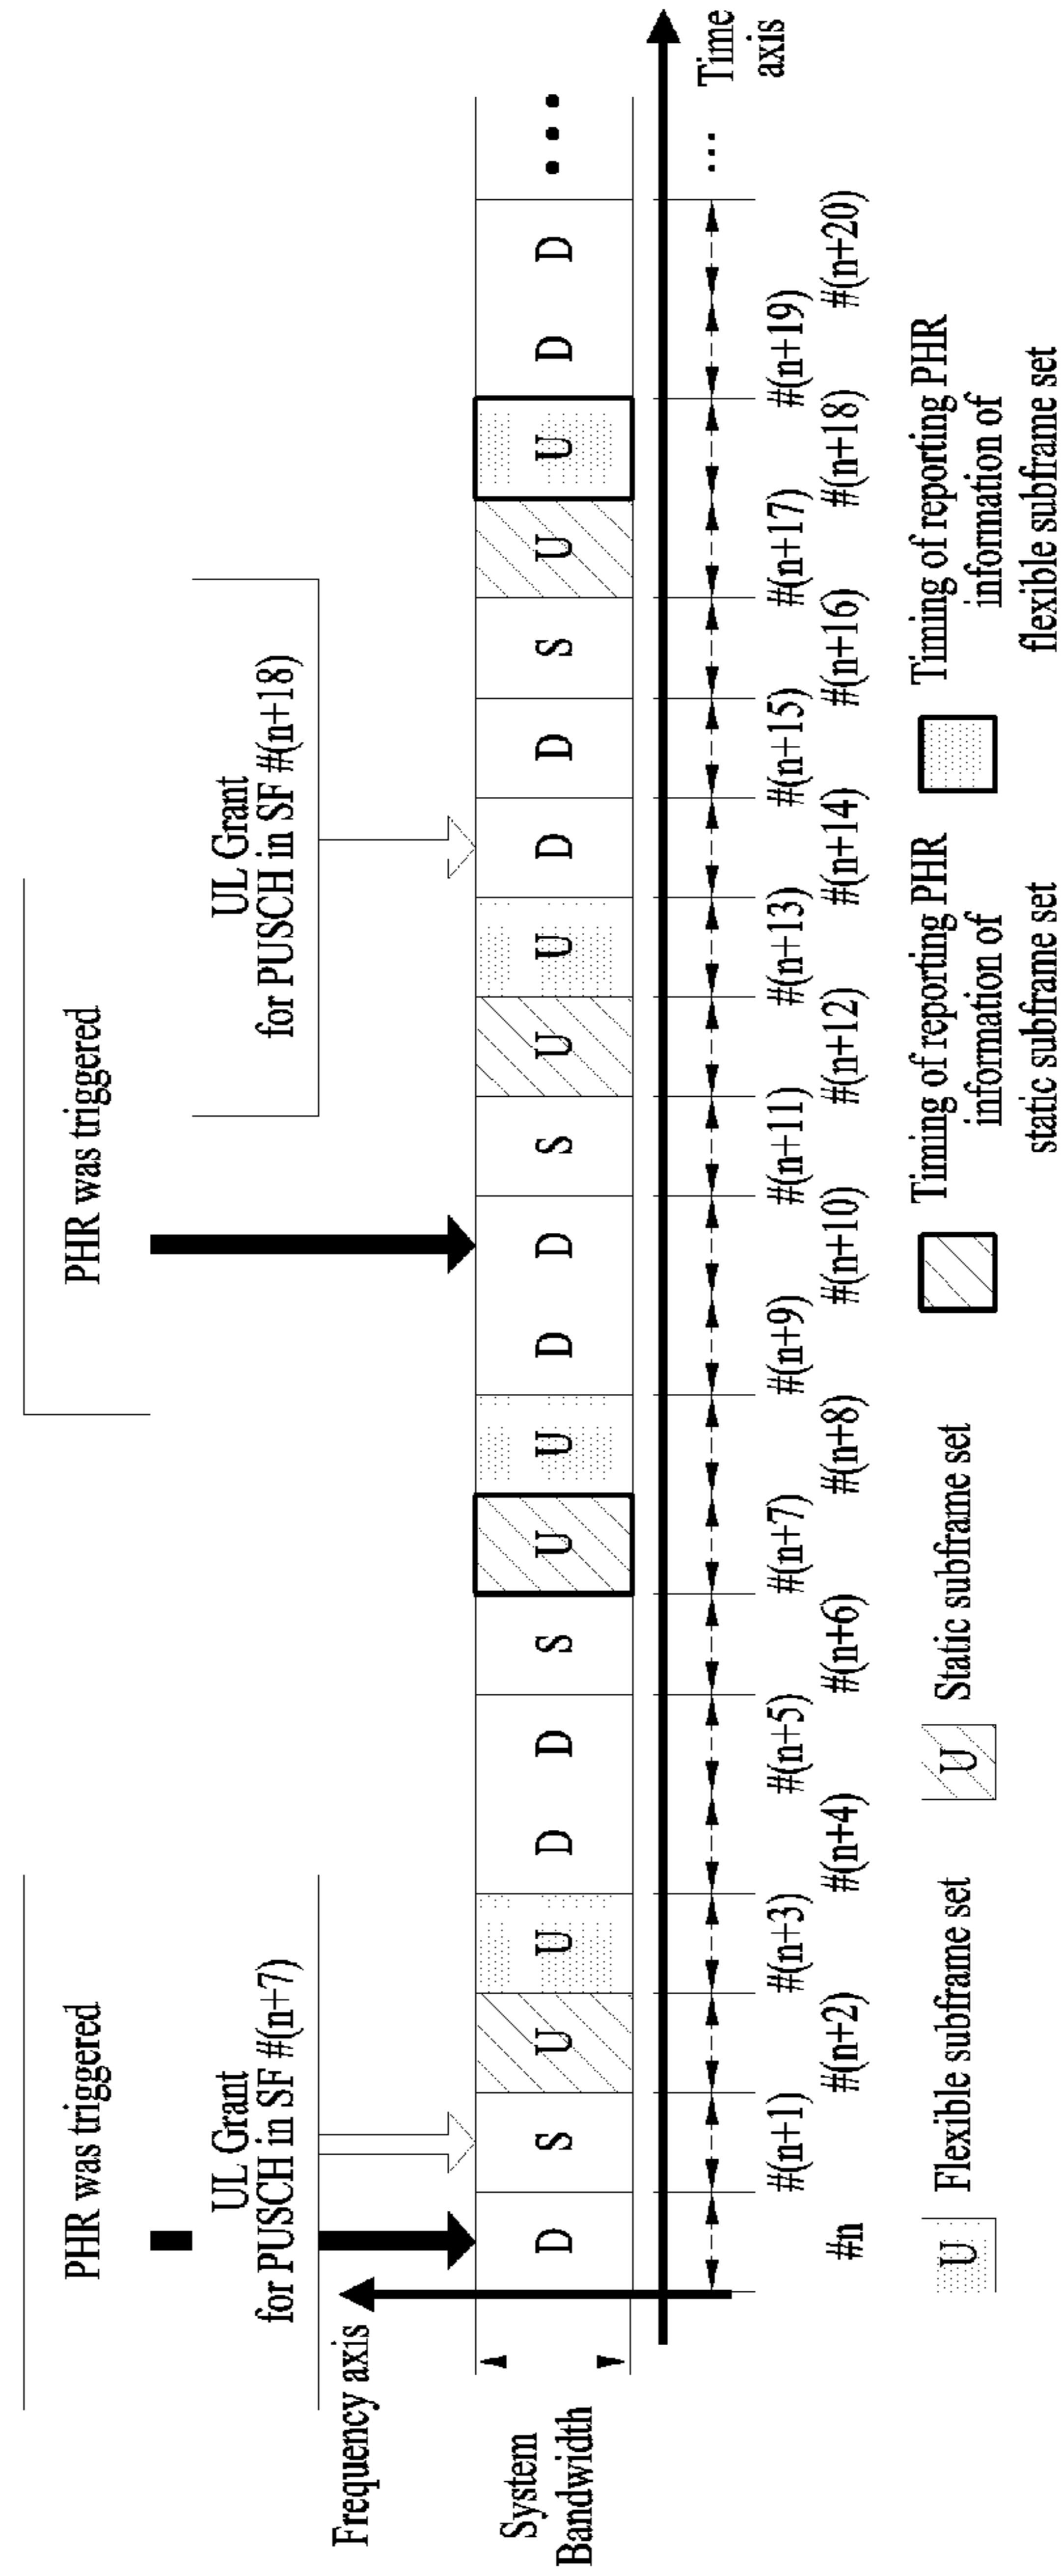 PHR was triggered
PHR was triggered
UL Grant
for PUSCH in SF #(n+7)
UL Grant
for PUSCH in SF #(n+18)
Frequency axis
System
Bandwidth
D S U U D D S U U D D S U U D D S U U D D •••
Time
axis
#n #(n+1) #(n+2) #(n+3) #(n+4) #(n+5) #(n+6) #(n+7) #(n+8) #(n+9) #(n+10) #(n+11) #(n+12) #(n+13) #(n+14) #(n+15) #(n+16) #(n+17) #(n+18) #(n+19) #(n+20) ...
U Flexible subframe set
U Static subframe set
Timing of reporting PHR
information of
static subframe set
Timing of reporting PHR
information of
flexible subframe set